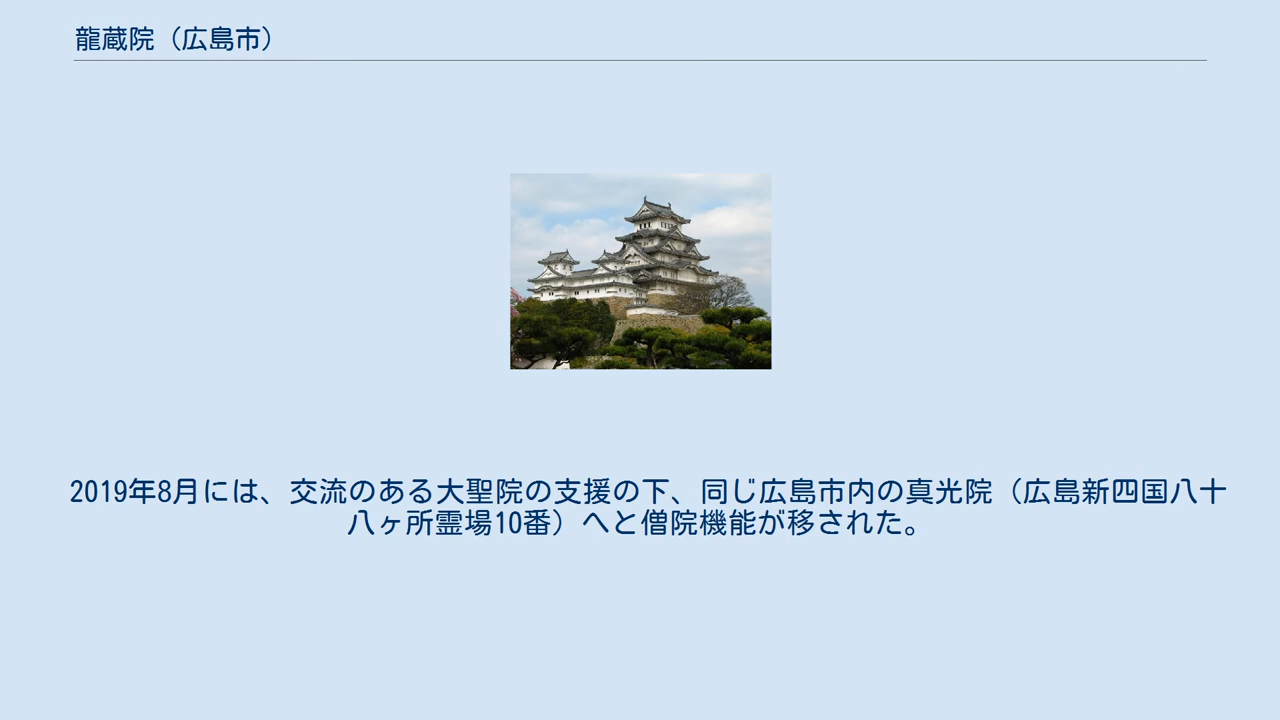 龍蔵院（広島市）
2019年8月には、交流のある大聖院の支援の下、同じ広島市内の真光院（広島新四国八十
八ヶ所霊場10番）へと僧院機能が移された。